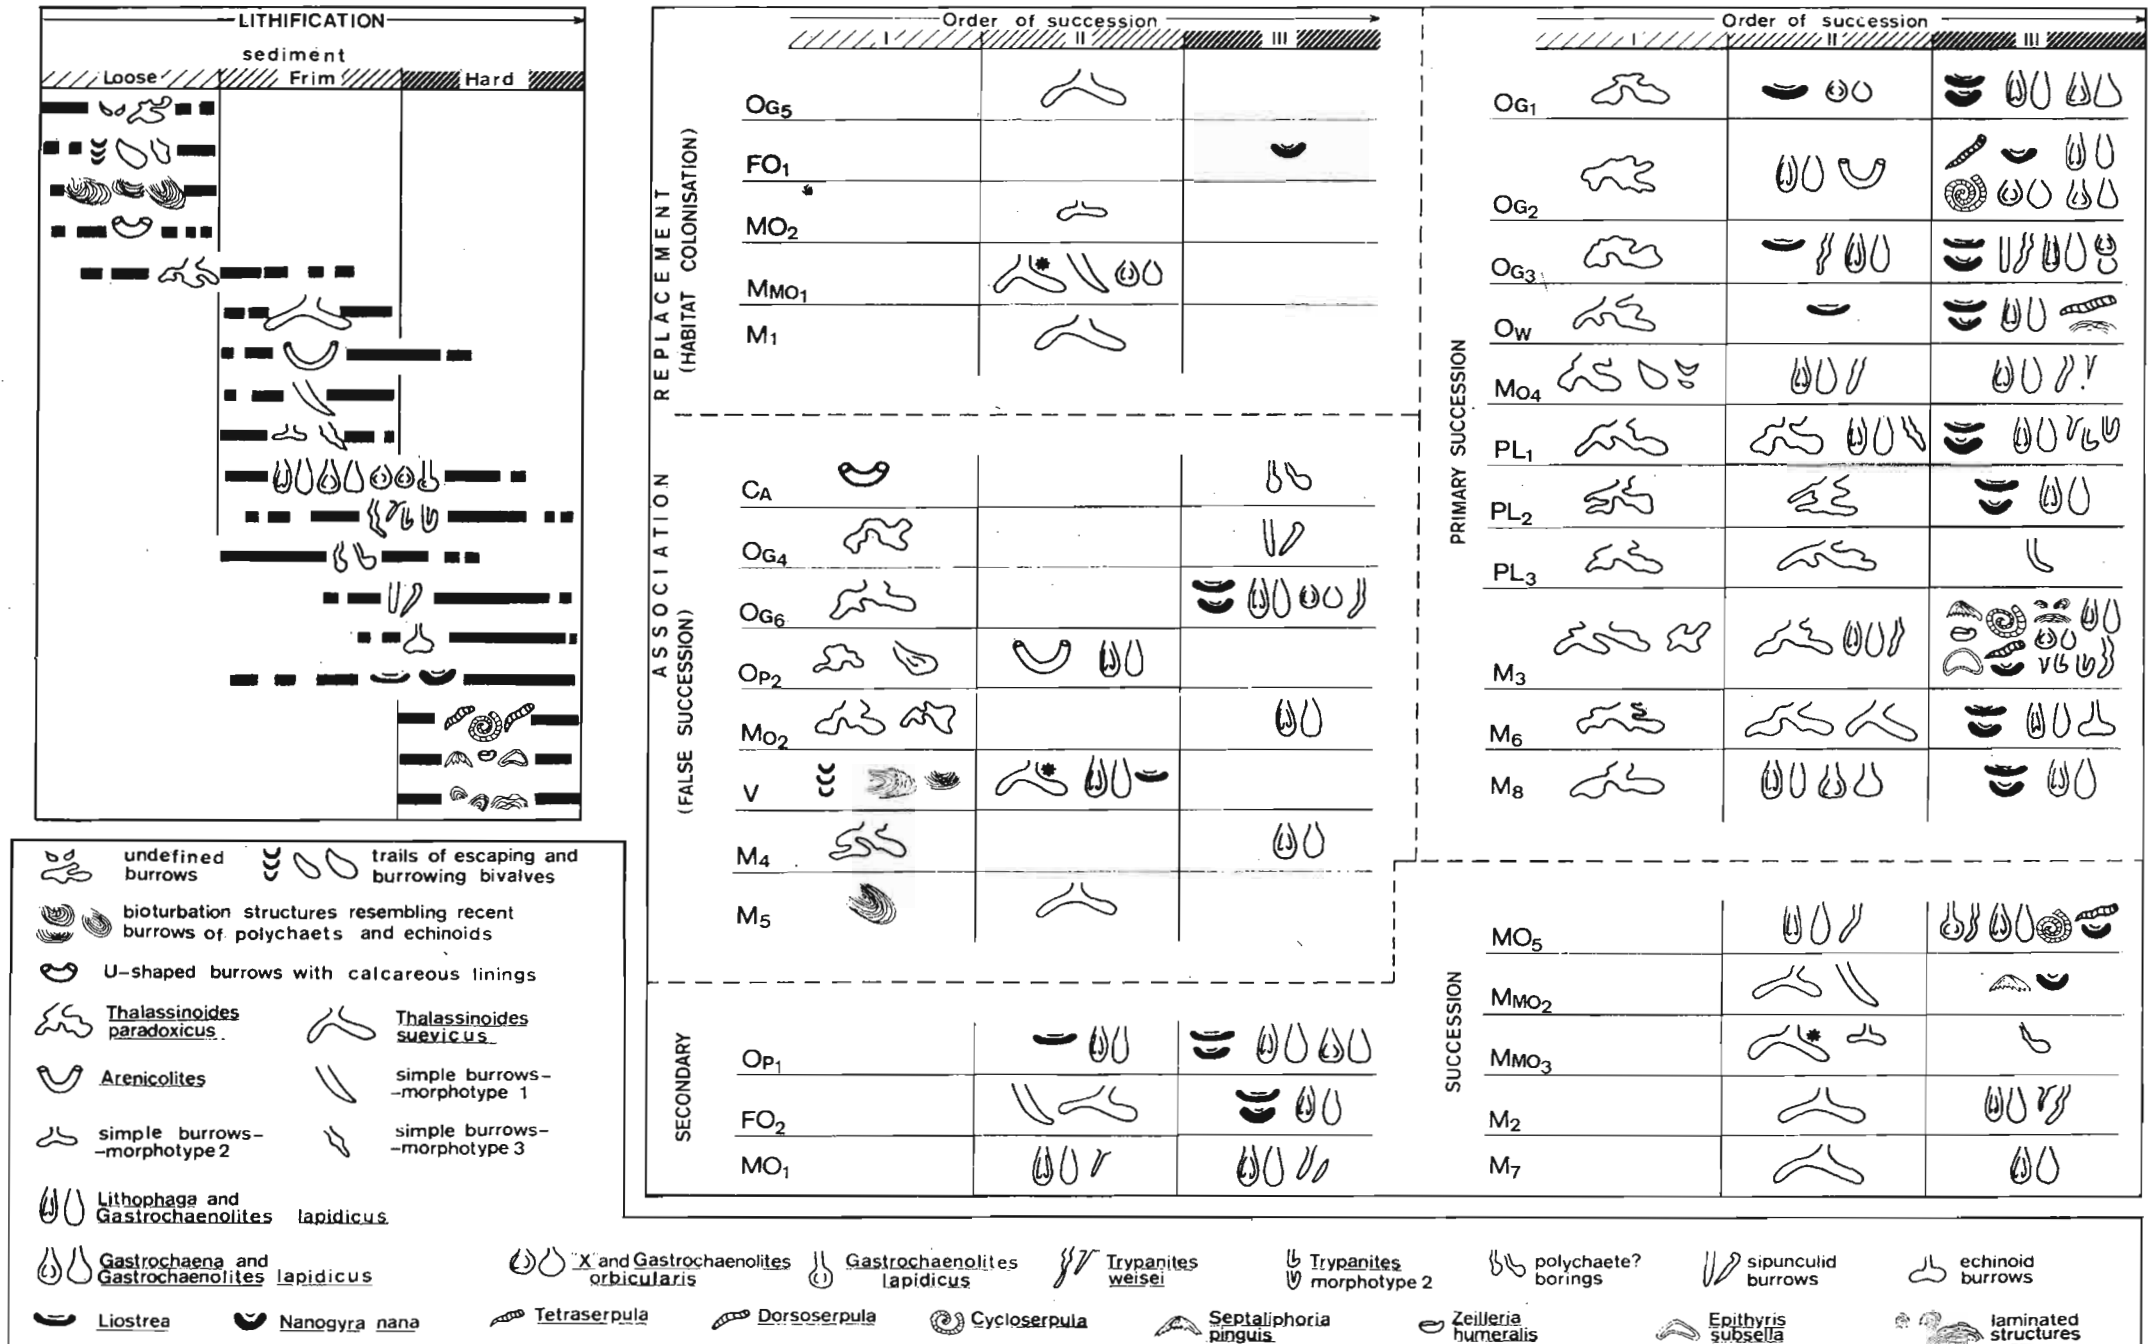 LITHIFICATION
sediment
Loose Frim Hard
Order of succession
I II III
REPLACEMENT
(HABITAT COLONISATION)
OG5
FO1
MO2
MMO1
M1
ASSOCIATION
(FALSE SUCCESSION)
CA
OG4
OG6
OP2
MO2
V
M4
M5
SECONDARY
OP1
FO2
MO1
Order of succession
I II III
PRIMARY SUCCESSION
OG1
OG2
OG3
OW
MO4
PL1
PL2
PL3
M3
M6
M8
SUCCESSION
MO5
MMO2
MMO3
M2
M7
undefined
burrows
trails of escaping and
burrowing bivalves
bioturbation structures resembling recent
burrows of polychaets and echinoids
U-shaped burrows with calcareous linings
Thalassinoides
paradoxicus
Thalassinoides
suevicus
Arenicolites
simple burrows-
-morphotype 1
simple burrows-
-morphotype 2
simple burrows-
-morphotype 3
Lithophaga and
Gastrochaenolites lapidicus
Gastrochaena and
Gastrochaenolites lapidicus
"X" and Gastrochaenolites
orbicularis
Gastrochaenolites
lapidicus
Trypanites
weisei
Trypanites
morphotype 2
polychaete?
borings
sipunculid
burrows
echinoid
burrows
Liostrea
Nanogyra nana
Tetraserpula
Dorsoserpula
Cycloserpula
Septaliphoria
pinguis
Zeilleria
humeralis
Epithyris
subsella
laminated
structures